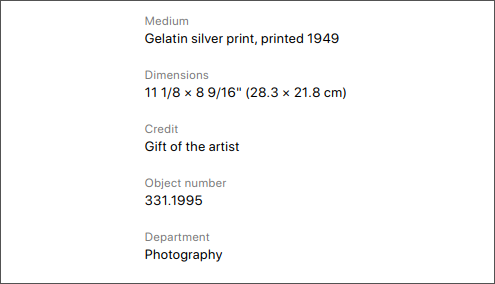 Medium
Gelatin silver print, printed 1949
Dimensions
11 1/8 × 8 9/16" (28.3 × 21.8 cm)
Credit
Gift of the artist
Object number
331.1995
Department
Photography